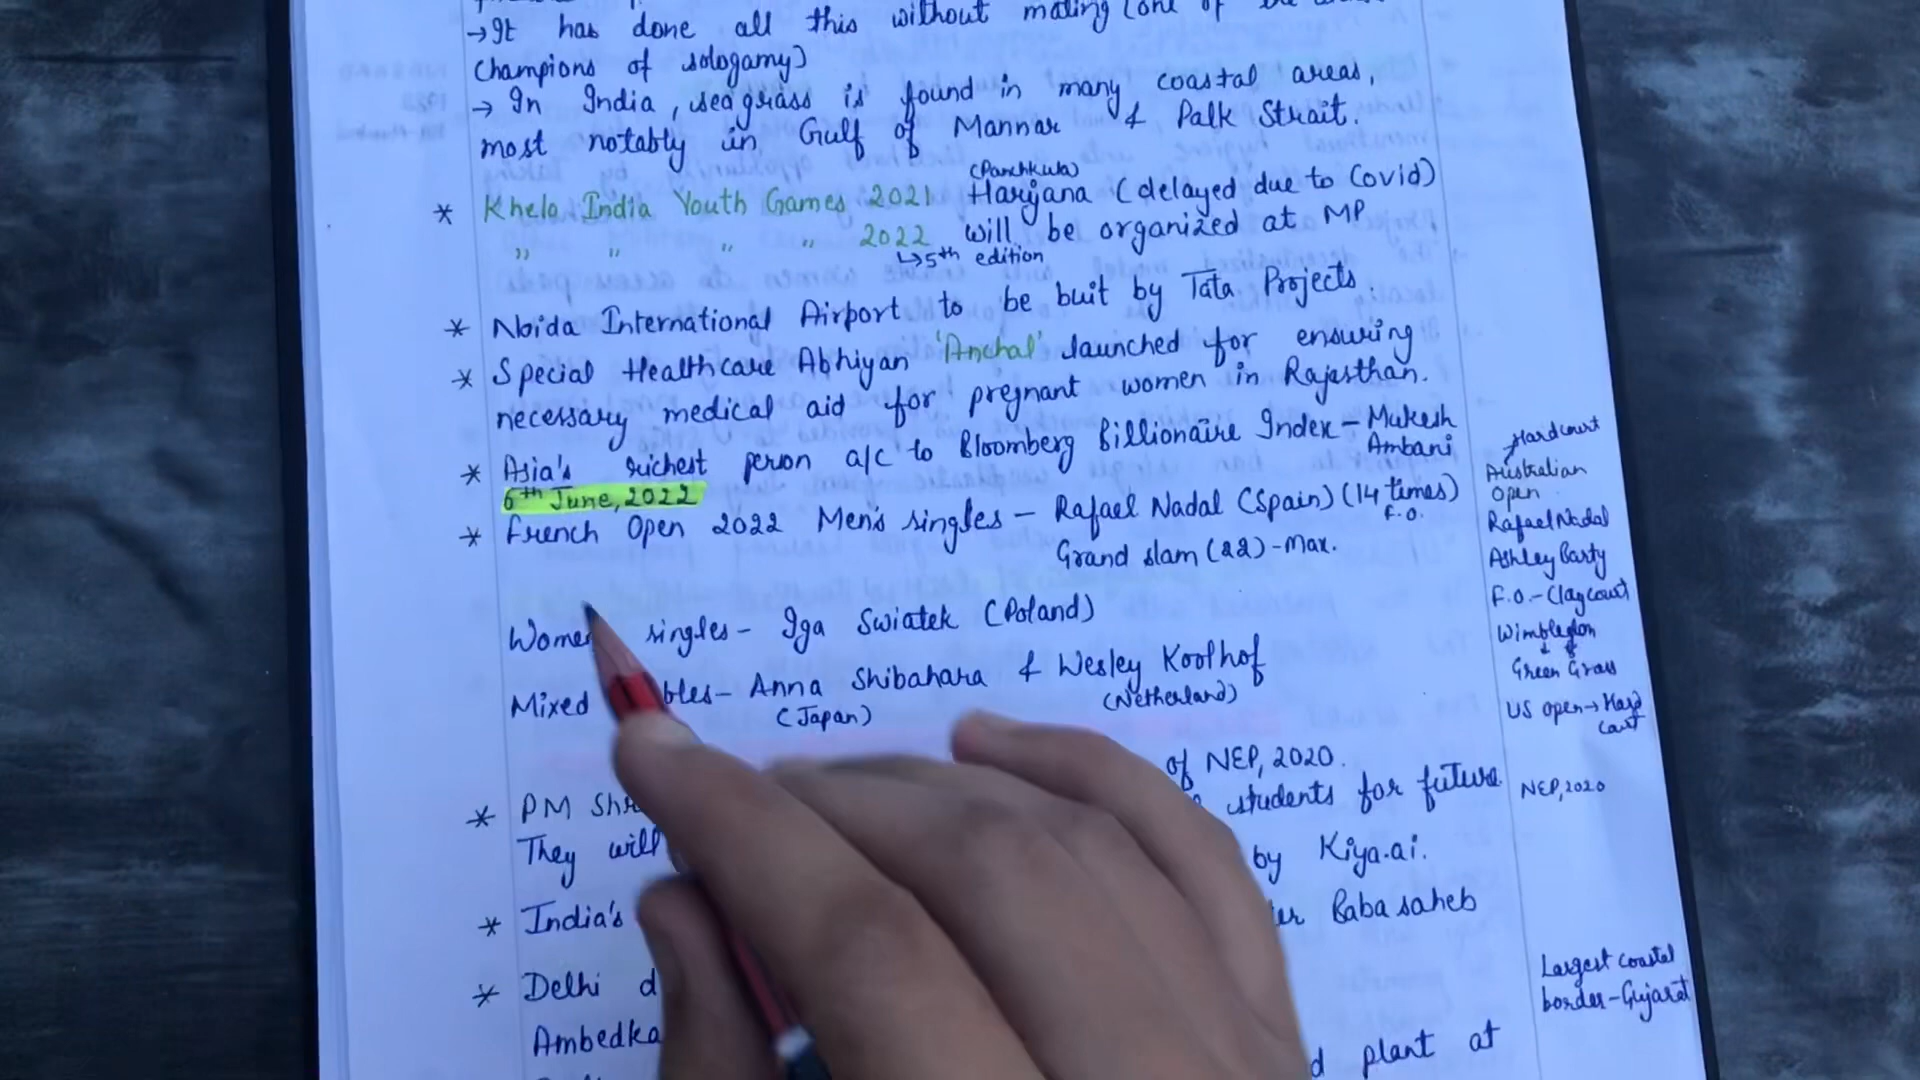 →It has done all this without mating (one of the
champions of sologamy)
→ In India, seagrass is found in many coastal areas,
most notably in Gulf of Mannar & Palk Strait.
(Panchkula)
* Khelo India Youth Games 2021 Haryana (delayed due to Covid)
" " " " 2022 will be organized at MP
↳5th edition
* Noida International Airport to be buit by Tata Projects.
* Special Healthcare Abhiyan 'Anchal' launched for ensuring
necessary medical aid for pregnant women in Rajasthan.
* Asia's richest person a/c to Bloomberg Billionaire Index - Mukesh
Ambani
6th June, 2022
* French Open 2022 Men's singles - Rafael Nadal (Spain) (14 times)
F.O.
Grand slam (22) - Max.
Women singles - Iga Swiatek (Poland)
Mixed bles - Anna Shibahara & Wesley Koolhof
(Japan) (Netherland)
of NEP, 2020.
* PM Shr students for future
They will by Kiya.ai.
* India's Baba saheb
* Delhi d
Ambedka plant at
Hardcourt
Australian
Open
Rafael Nadal
Ashley Barty
F.O. - Clay court
Wimbledon
Green Grass
US open → Hard
Court
NEP, 2020
Largest coastal
border - Gujarat